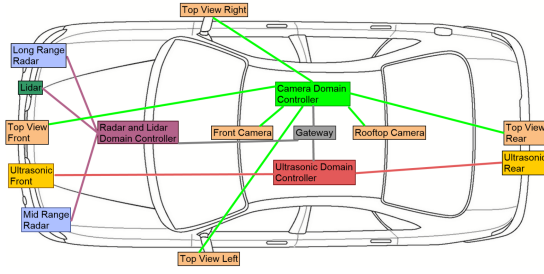 Top View Right
Long Range
Radar
Lidar
Camera Domain
Controller
Top View
Front
Radar and Lidar
Domain Controller
Front Camera
Gateway
Rooftop Camera
Top View
Rear
Ultrasonic
Front
Ultrasonic Domain
Controller
Ultrasonic
Rear
Mid Range
Radar
Top View Left